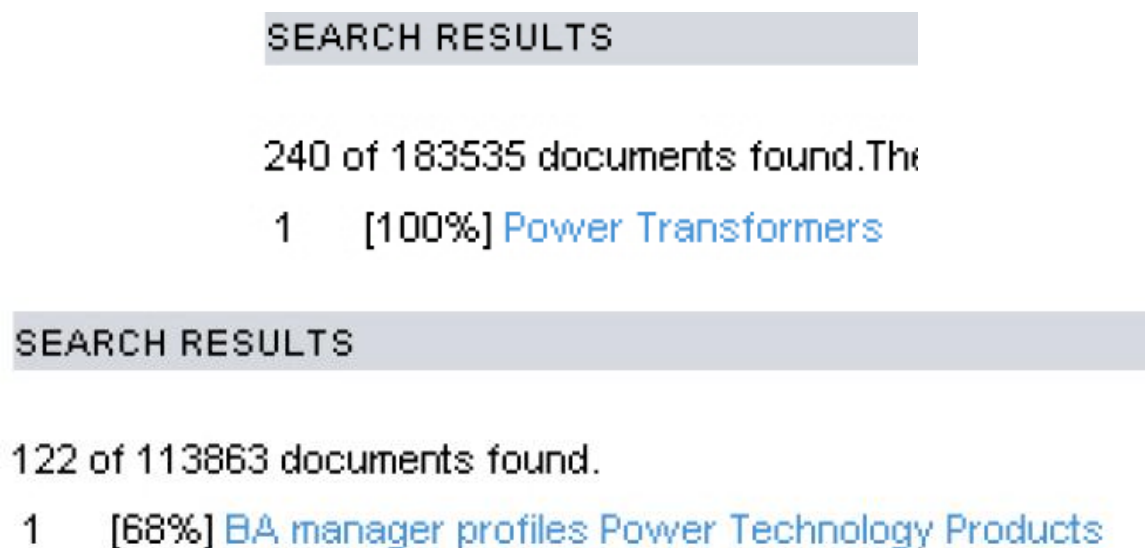 SEARCH RESULTS
240 of 183535 documents found.The
1 [100%] Power Transformers
SEARCH RESULTS
122 of 113863 documents found.
1 [68%] BA manager profiles Power Technology Products